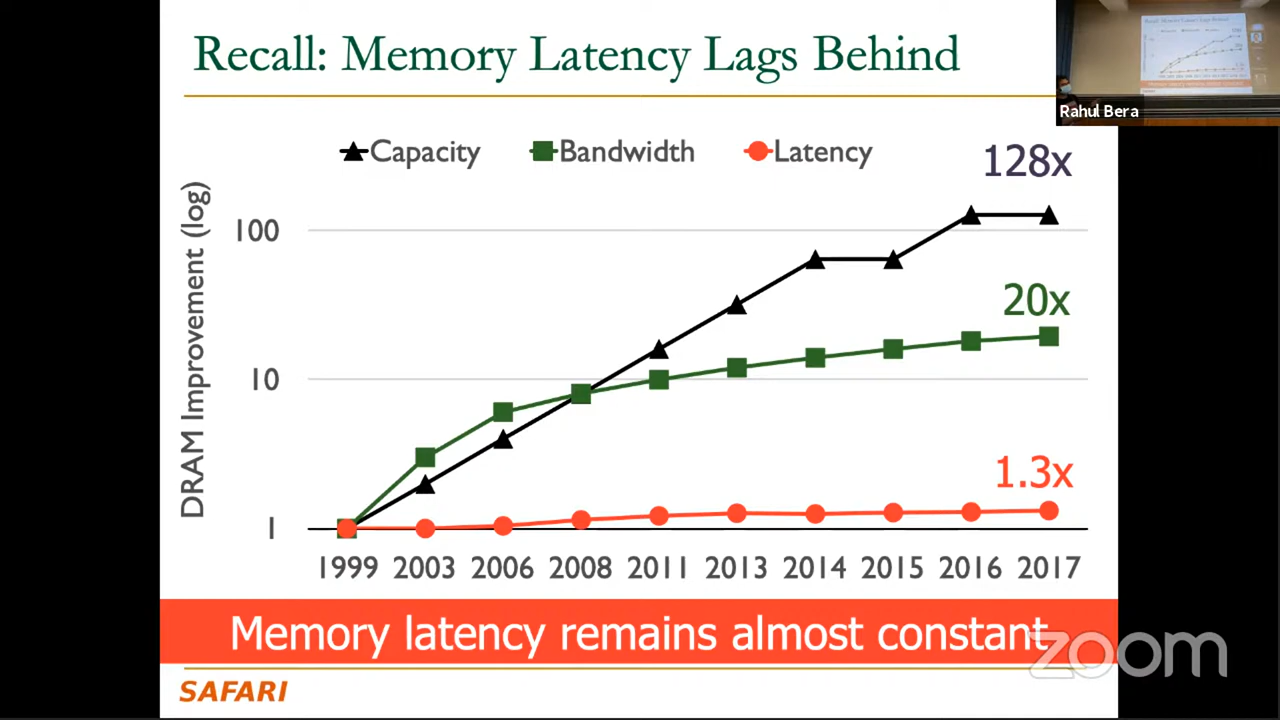 Recall: Memory Latency Lags Behind
Rahul Bera
Capacity
Bandwidth
Latency
128x
DRAM Improvement (log)
100
20x
10
1.3x
1
1999 2003 2006 2008 2011 2013 2014 2015 2016 2017
Memory latency remains almost constant
zoom
SAFARI